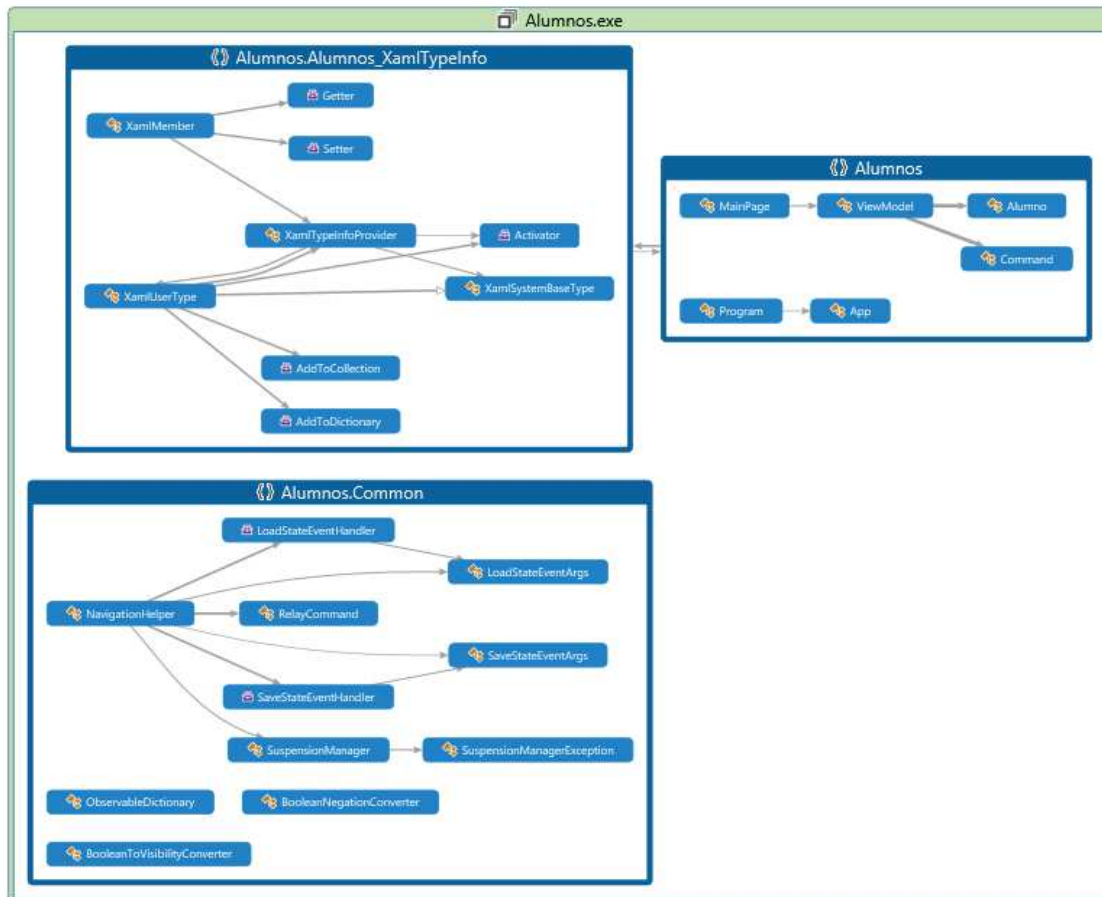 Alumnos.exe
Alumnos.Alumnos_XamlTypeInfo
Getter
XamlMember
Setter
XamlTypeInfoProvider
Activator
XamlUserType
XamlSystemBaseType
AddToCollection
AddToDictionary
Alumnos
MainPage
ViewModel
Alumno
Command
Program
App
Alumnos.Common
LoadStateEventHandler
LoadStateEventArgs
NavigationHelper
RelayCommand
SaveStateEventArgs
SaveStateEventHandler
SuspensionManager
SuspensionManagerException
ObservableDictionary
BooleanNegationConverter
BooleanToVisibilityConverter